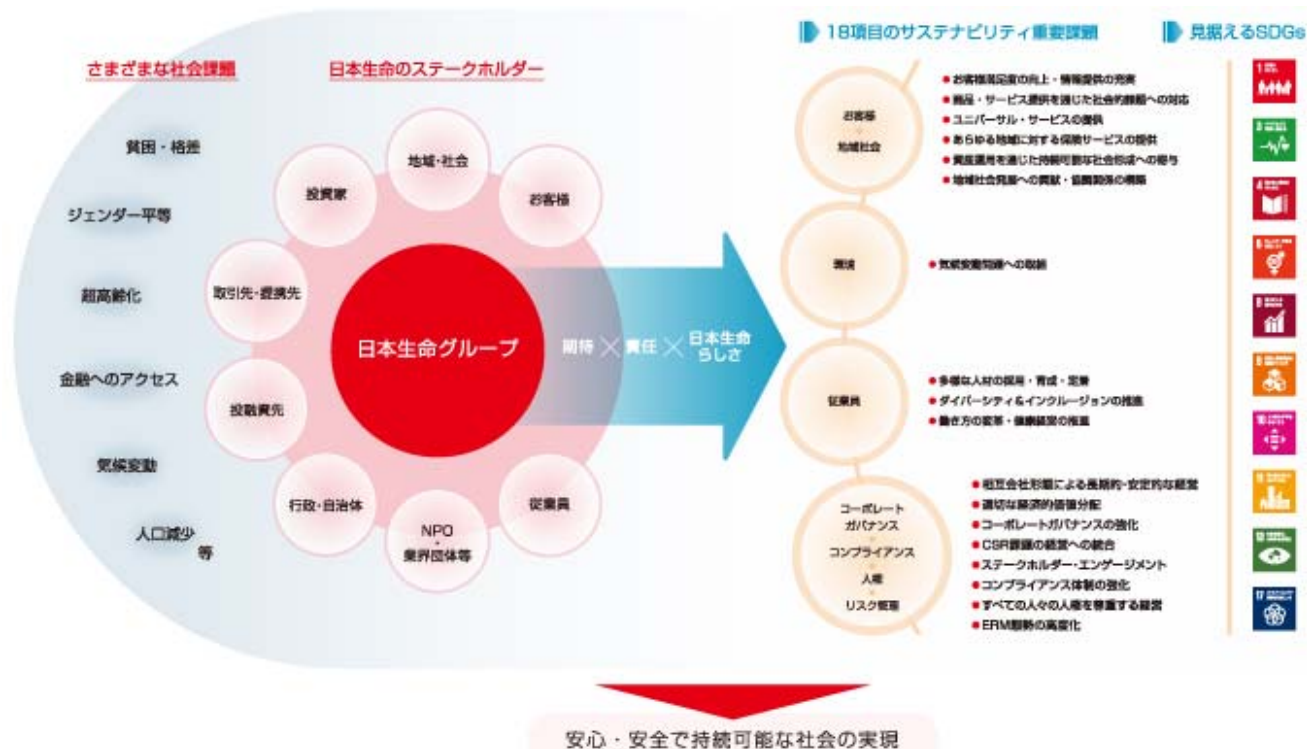 さまざまな社会課題
貧困・格差
ジェンダー平等
超高齢化
金融へのアクセス
気候変動
人口減少
等
日本生命のステークホルダー
地域・社会
投資家
お客様
取引先・提携先
投融資先
行政・自治体
NPO
・
業界団体等
従業員
日本生命グループ
期待×責任×日本生命
らしさ
18項目のサステナビリティ重要課題
お客様
・
地域社会
●お客様満足度の向上・情報提供の充実
●商品・サービス提供を通じた社会的課題への対応
●ユニバーサル・サービスの提供
●あらゆる地域に対する保険サービスの提供
●資産運用を通じた持続可能な社会形成への寄与
●地域社会発展への貢献・協働関係の構築
環境
●気候変動問題への取組
従業員
●多様な人材の採用・育成・定着
●ダイバーシティ&インクルージョンの推進
●働き方の変革・健康経営の推進
コーポレート
ガバナンス
・
コンプライアンス
・
人権
・
リスク管理
●相互会社形態による長期的・安定的な経営
●適切な経済的価値分配
●コーポレートガバナンスの強化
●CSR課題の経営への統合
●ステークホルダー・エンゲージメント
●コンプライアンス体制の強化
●すべての人々の人権を尊重する経営
●ERM態勢の高度化
見据えるSDGs
1
3
4
5
8
9
10
11
13
17
安心・安全で持続可能な社会の実現